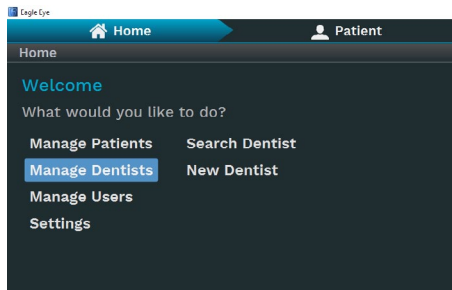 Eagle Eye
Home Patient
Home
Welcome
What would you like to do?
Manage Patients Search Dentist
Manage Dentists New Dentist
Manage Users
Settings